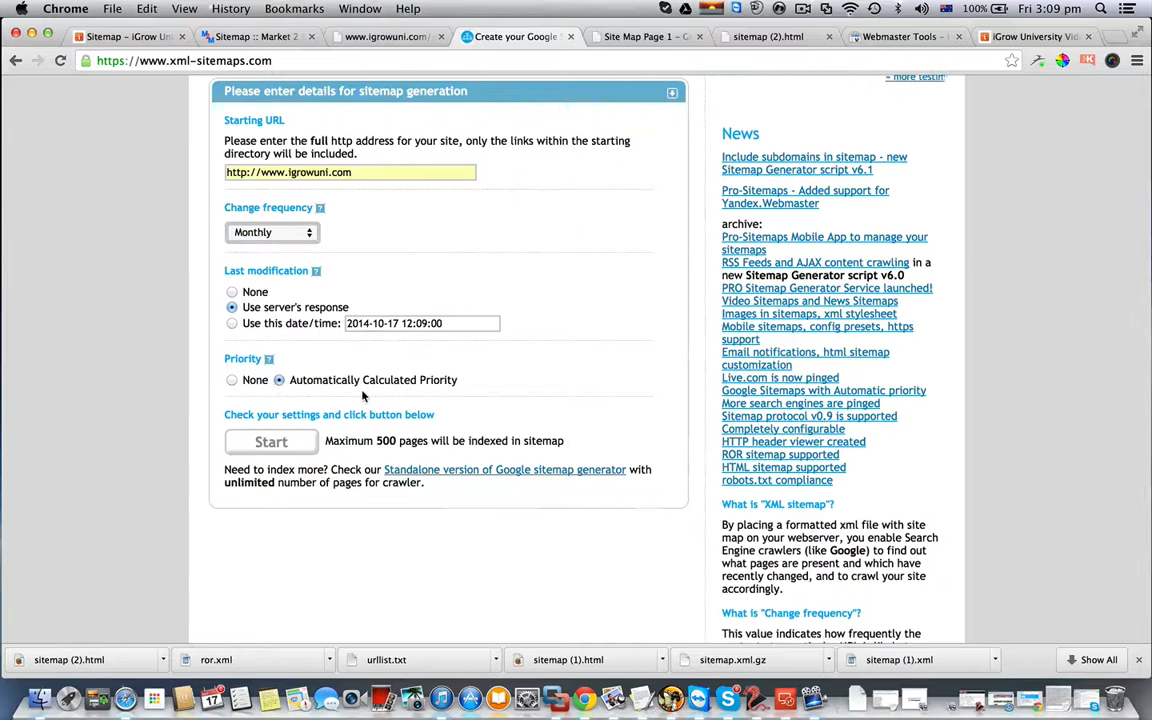 Chrome File Edit View History Bookmarks Window Help 100% Fri 3:09 pm
Sitemap – iGrow Un Sitemap :: Market 2 www.igrowuni.com/ Create your Google S Site Map Page 1 – G sitemap (2).html Webmaster Tools – iGrow University Vid
https://www.xml-sitemaps.com
Please enter details for sitemap generation
Starting URL
Please enter the full http address for your site, only the links within the starting
directory will be included.
http://www.igrowuni.com
Change frequency ?
Monthly
Last modification ?
None
Use server's response
Use this date/time: 2014-10-17 12:09:00
Priority ?
None Automatically Calculated Priority
Check your settings and click button below
Start Maximum 500 pages will be indexed in sitemap
Need to index more? Check our Standalone version of Google sitemap generator with
unlimited number of pages for crawler.
– more testim
News
Include subdomains in sitemap - new
Sitemap Generator script v6.1
Pro-Sitemaps - Added support for
Yandex.Webmaster
archive:
Pro-Sitemaps Mobile App to manage your
sitemaps
RSS Feeds and AJAX content crawling in a
new Sitemap Generator script v6.0
PRO Sitemap Generator Service launched!
Video Sitemaps and News Sitemaps
Images in sitemaps, xml stylesheet
Mobile sitemaps, config presets, https
support
Email notifications, html sitemap
customization
Live.com is now pinged
Google Sitemaps with Automatic priority
More search engines are pinged
Sitemap protocol v0.9 is supported
Completely configurable
HTTP header viewer created
ROR sitemap supported
HTML sitemap supported
robots.txt compliance
What is "XML sitemap"?
By placing a formatted xml file with site
map on your webserver, you enable Search
Engine crawlers (like Google) to find out
what pages are present and which have
recently changed, and to crawl your site
accordingly.
What is "Change frequency"?
This value indicates how frequently the
sitemap (2).html ror.xml urllist.txt sitemap (1).html sitemap.xml.gz sitemap (1).xml Show All
17